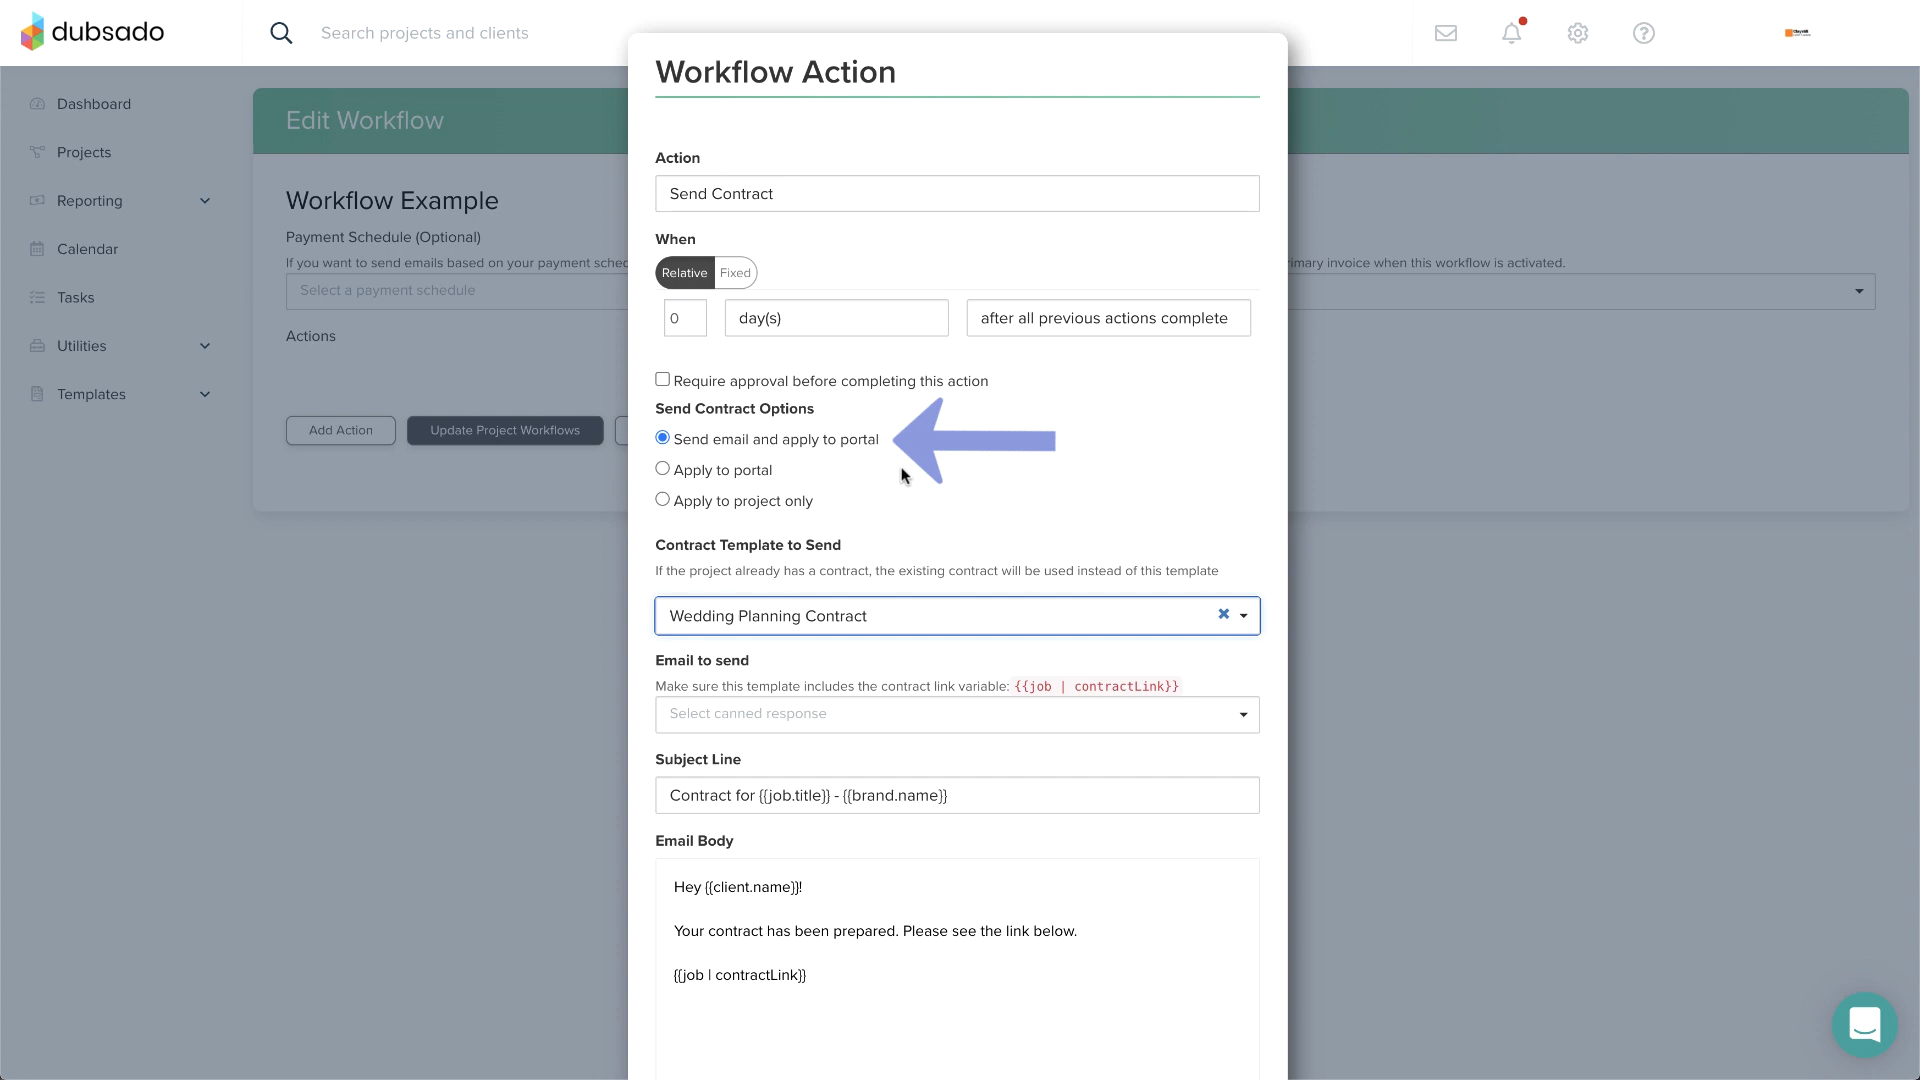 dubsado
Search projects and clients
Dashboard
Projects
Reporting
Calendar
Tasks
Utilities
Templates
Edit Workflow
Workflow Example
Payment Schedule (Optional)
If you want to send emails based on your payment sched
rimary invoice when this workflow is activated.
Select a payment schedule
Actions
Add Action
Update Project Workflows
Workflow Action
Action
Send Contract
When
Relative Fixed
0 day(s) after all previous actions complete
Require approval before completing this action
Send Contract Options
Send email and apply to portal
Apply to portal
Apply to project only
Contract Template to Send
If the project already has a contract, the existing contract will be used instead of this template
Wedding Planning Contract
Email to send
Make sure this template includes the contract link variable: {{job | contractLink}}
Select canned response
Subject Line
Contract for {{job.title}} - {{brand.name}}
Email Body
Hey {{client.name}}!
Your contract has been prepared. Please see the link below.
{{job | contractLink}}